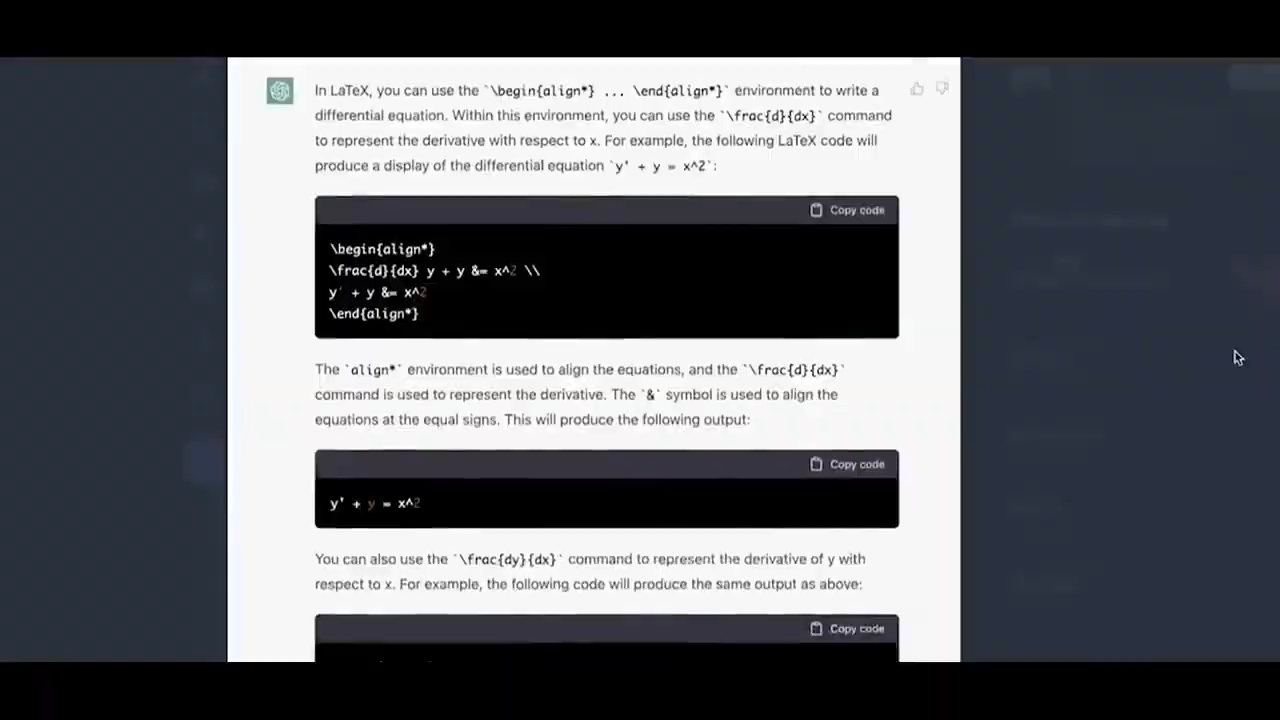 In LaTeX, you can use the `\begin{align*} ... \end{align*}` environment to write a
differential equation. Within this environment, you can use the `\frac{d}{dx}` command
to represent the derivative with respect to x. For example, the following LaTeX code will
produce a display of the differential equation `y' + y = x^2`:
Copy code
\begin{align*}
\frac{d}{dx} y + y &= x^2 \\
y' + y &= x^2
\end{align*}
The `align*` environment is used to align the equations, and the `\frac{d}{dx}`
command is used to represent the derivative. The `&` symbol is used to align the
equations at the equal signs. This will produce the following output:
Copy code
y' + y = x^2
You can also use the `\frac{dy}{dx}` command to represent the derivative of y with
respect to x. For example, the following code will produce the same output as above:
Copy code